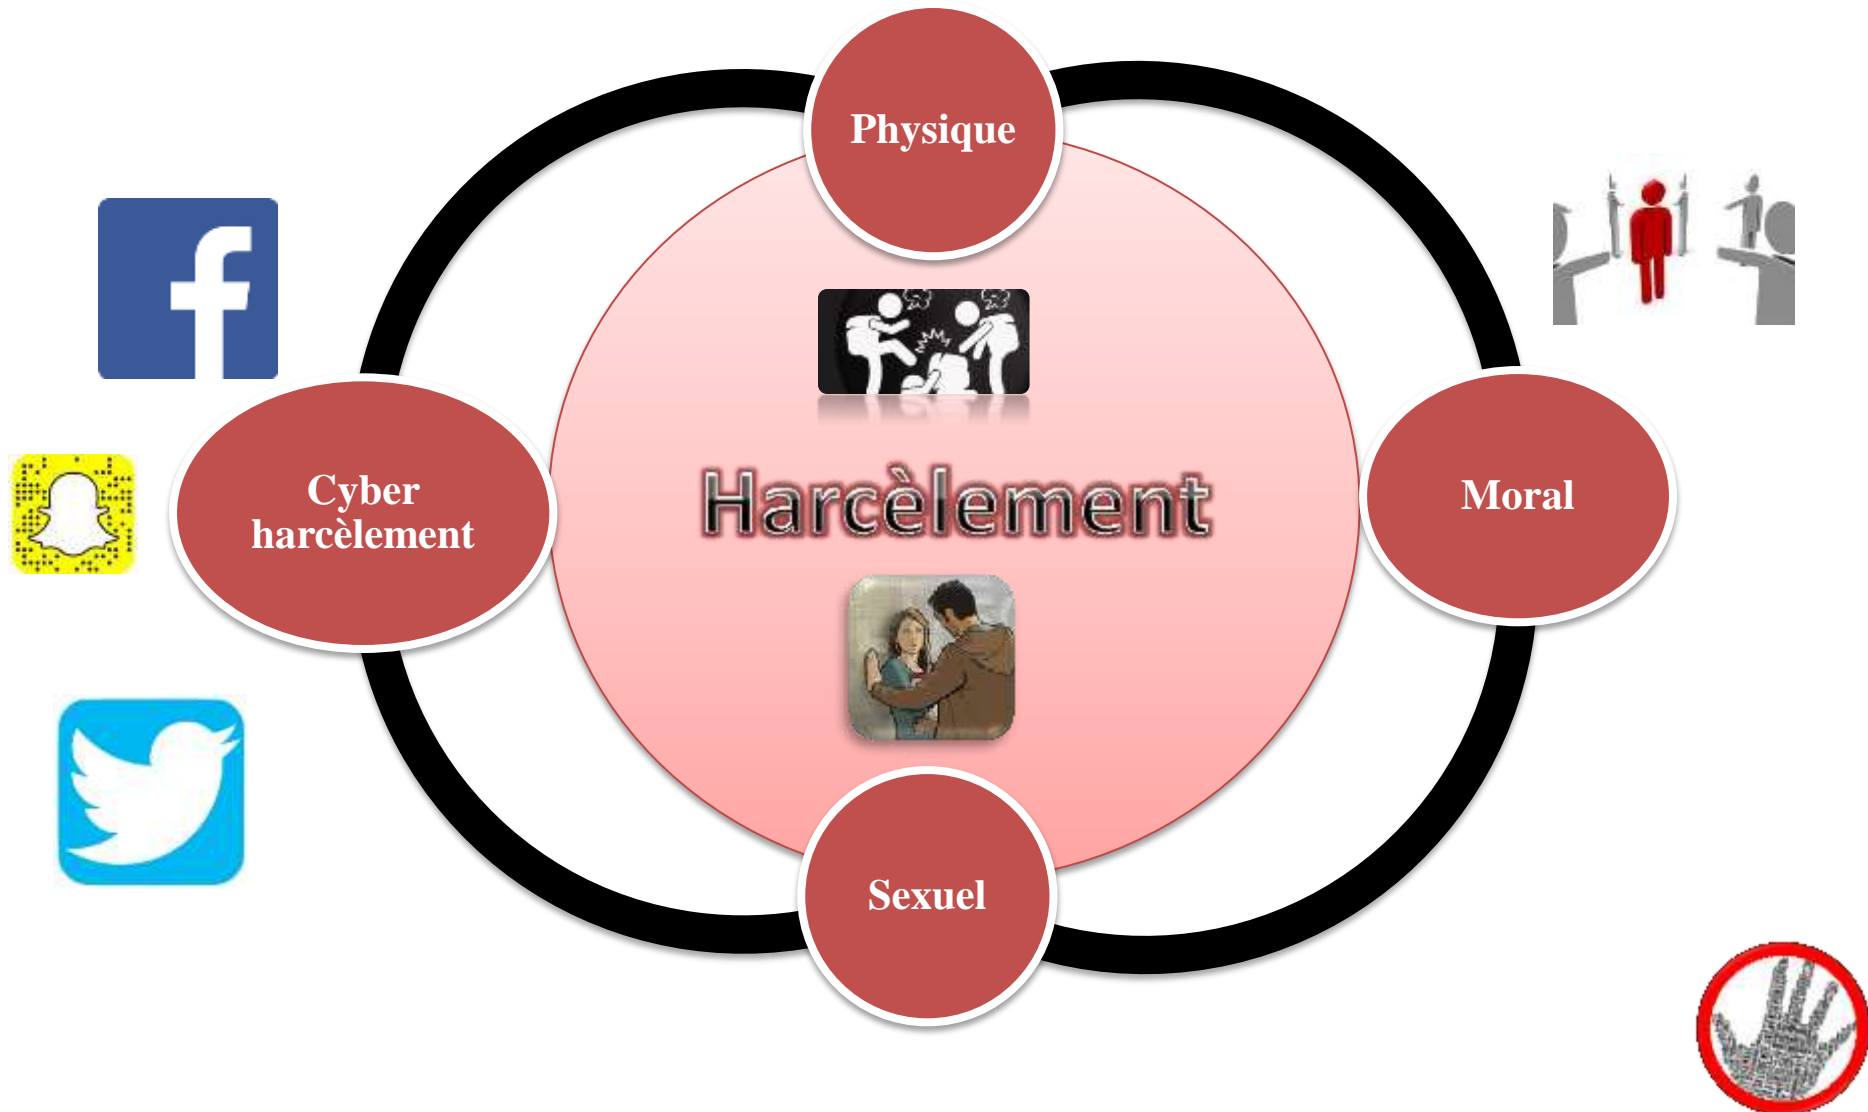 Physique
Cyber
harcèlement
Harcèlement
Moral
Sexuel